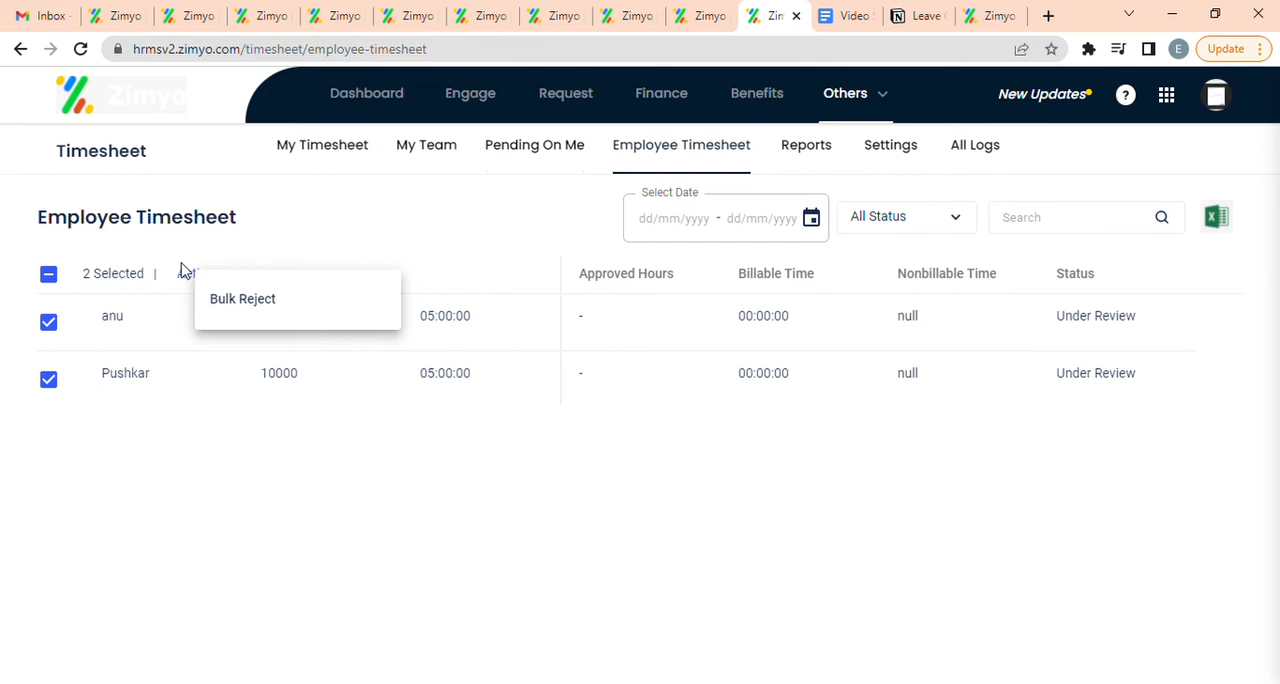 Inbox - Zimyo Zimyo Zimyo Zimyo Zimyo Zimyo Zimyo Zimyo Zimyo Zim Video S Leave Zimyo
hrmsv2.zimyo.com/timesheet/employee-timesheet E Update
Zimyo Dashboard Engage Request Finance Benefits Others New Updates ?
Timesheet My Timesheet My Team Pending On Me Employee Timesheet Reports Settings All Logs
Select Date
Employee Timesheet dd/mm/yyyy - dd/mm/yyyy All Status Search
2 Selected | Approved Hours Billable Time Nonbillable Time Status
Bulk Reject
anu 05:00:00 - 00:00:00 null Under Review
Pushkar 10000 05:00:00 - 00:00:00 null Under Review